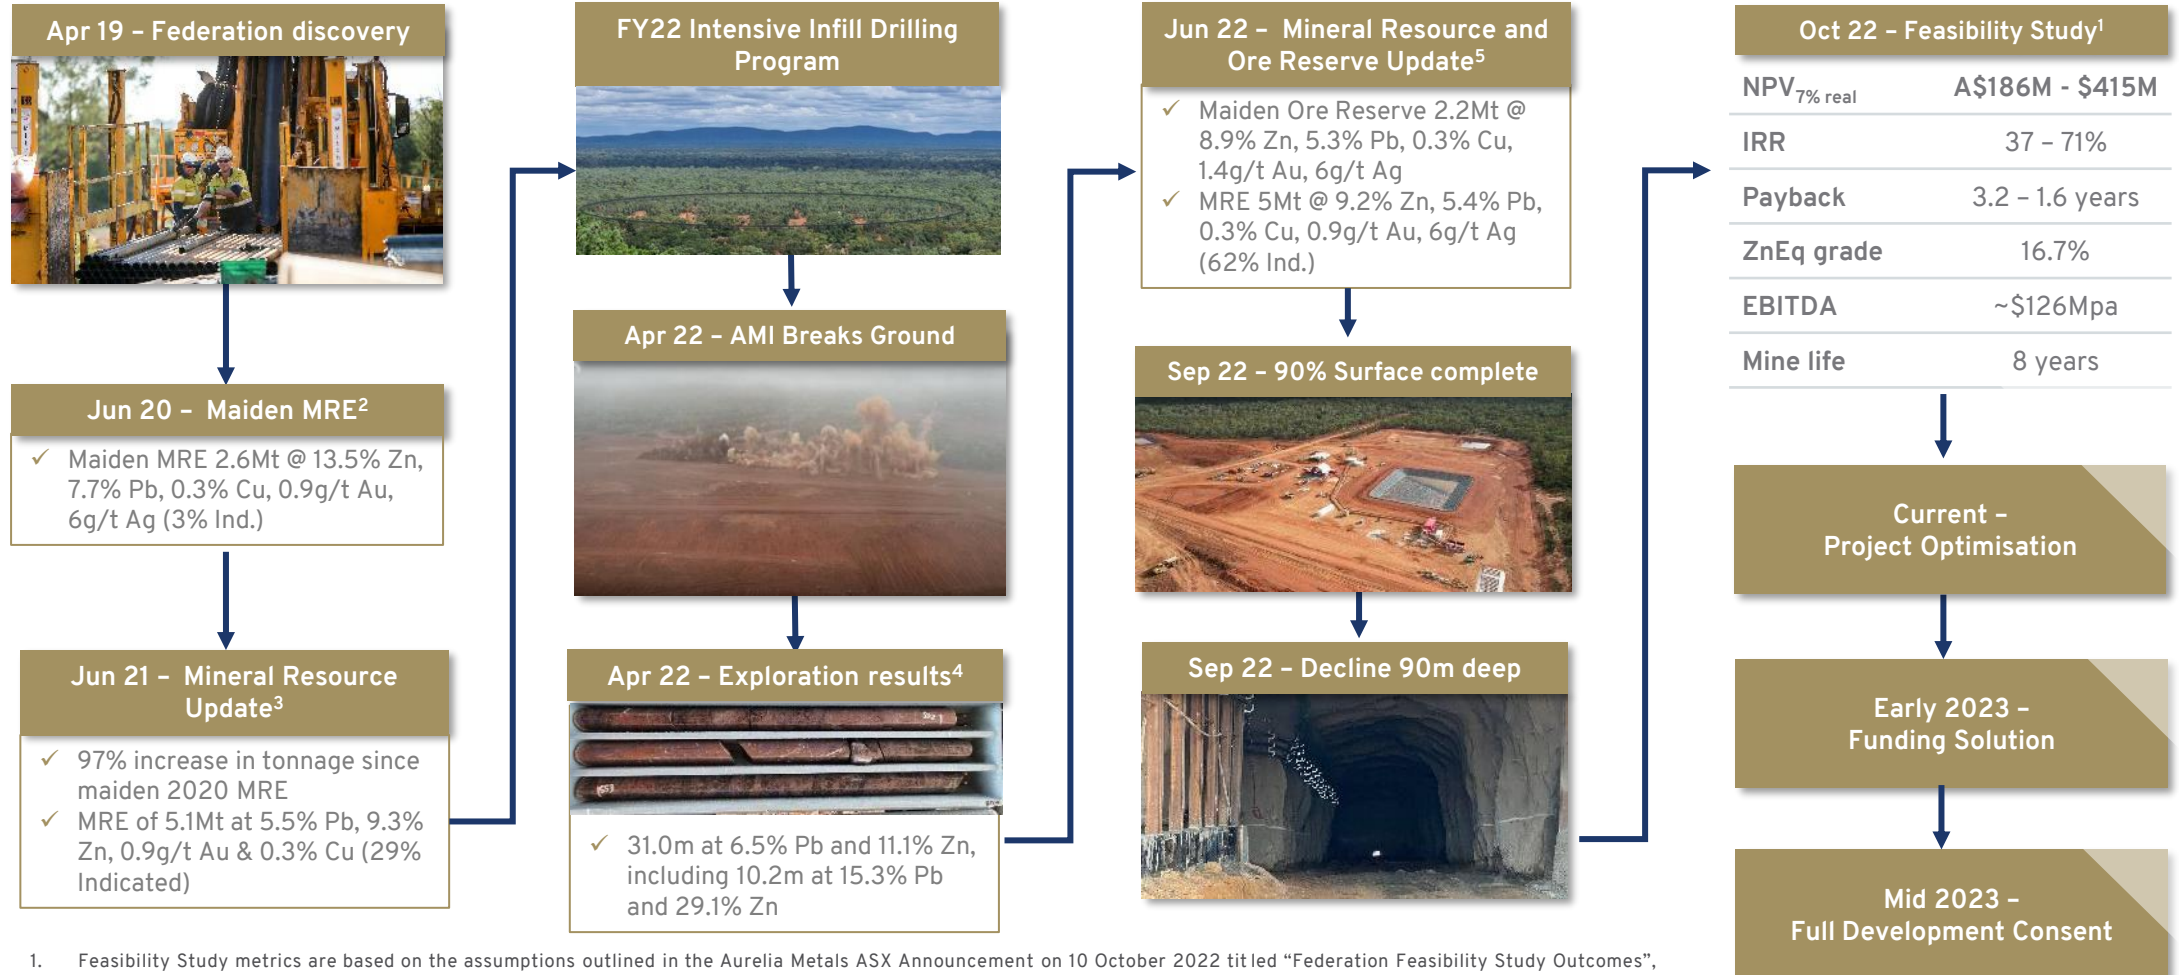 Apr 19 – Federation discovery
Jun 20 – Maiden MRE2
✓ Maiden MRE 2.6Mt @ 13.5% Zn,
7.7% Pb, 0.3% Cu, 0.9g/t Au,
6g/t Ag (3% Ind.)
Jun 21 – Mineral Resource
Update3
✓ 97% increase in tonnage since
maiden 2020 MRE
✓ MRE of 5.1Mt at 5.5% Pb, 9.3%
Zn, 0.9g/t Au & 0.3% Cu (29%
Indicated)
FY22 Intensive Infill Drilling
Program
Apr 22 – AMI Breaks Ground
Apr 22 – Exploration results4
✓ 31.0m at 6.5% Pb and 11.1% Zn,
including 10.2m at 15.3% Pb
and 29.1% Zn
Jun 22 – Mineral Resource and
Ore Reserve Update5
✓ Maiden Ore Reserve 2.2Mt @
8.9% Zn, 5.3% Pb, 0.3% Cu,
1.4g/t Au, 6g/t Ag
✓ MRE 5Mt @ 9.2% Zn, 5.4% Pb,
0.3% Cu, 0.9g/t Au, 6g/t Ag
(62% Ind.)
Sep 22 – 90% Surface complete
Sep 22 – Decline 90m deep
Oct 22 – Feasibility Study1
NPV7% real A$186M - $415M
IRR 37 – 71%
Payback 3.2 – 1.6 years
ZnEq grade 16.7%
EBITDA ~$126Mpa
Mine life 8 years
Current –
Project Optimisation
Early 2023 –
Funding Solution
Mid 2023 –
Full Development Consent
1. Feasibility Study metrics are based on the assumptions outlined in the Aurelia Metals ASX Announcement on 10 October 2022 titled “Federation Feasibility Study Outcomes”,